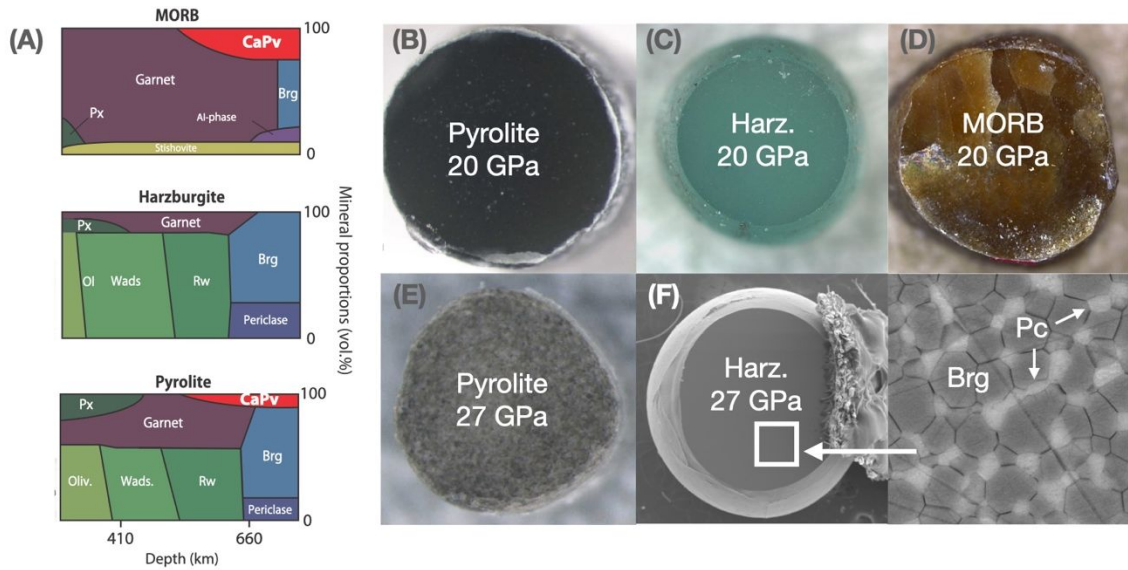 (A)
MORB
100
CaPv
Garnet
Brg
Px
Al-phase
Stishovite
0
Harzburgite
100
Px
Garnet
Ol
Wads
Rw
Brg
Periclase
0
Mineral proportions (vol.%)
Pyrolite
100
Px
CaPv
Garnet
Oliv.
Wads.
Rw
Brg
Periclase
0
410
660
Depth (km)
(B)
Pyrolite
20 GPa
(C)
Harz.
20 GPa
(D)
MORB
20 GPa
(E)
Pyrolite
27 GPa
(F)
Harz.
27 GPa
Pc
Brg